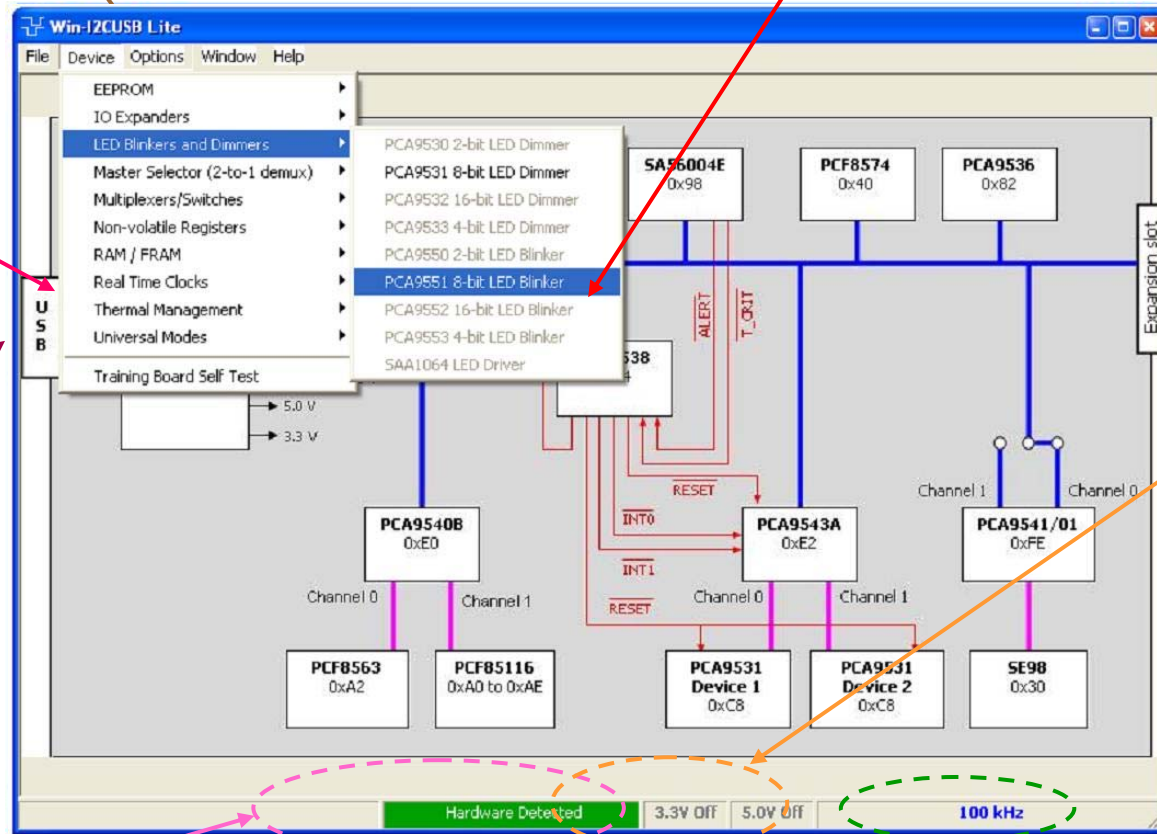 Win-I2CUSB Lite
File Device Options Window Help
EEPROM
IO Expanders
LED Blinkers and Dimmers
Master Selector (2-to-1 demux)
Multiplexers/Switches
Non-volatile Registers
RAM / FRAM
Real Time Clocks
Thermal Management
Universal Modes
Training Board Self Test
PCA9530 2-bit LED Dimmer
PCA9531 8-bit LED Dimmer
PCA9532 16-bit LED Dimmer
PCA9533 4-bit LED Dimmer
PCA9550 2-bit LED Blinker
PCA9551 8-bit LED Blinker
PCA9552 16-bit LED Blinker
PCA9553 4-bit LED Blinker
SAA1064 LED Driver
SA56004E
0x98
PCF8574
0x40
PCA9536
0x82
Expansion slot
USB
ALERT
T_CRIT
538
4
5.0 V
3.3 V
RESET
INT0
INT1
RESET
PCA9540B
0xE0
PCA9543A
0xE2
Channel 1
Channel 0
PCA9541/01
0xFE
Channel 0
Channel 1
Channel 0
Channel 1
PCF8563
0xA2
PCF85116
0xA0 to 0xAE
PCA9531
Device 1
0xC8
PCA9531
Device 2
0xC8
SE98
0x30
Hardware Detected
3.3V Off
5.0V Off
100 kHz